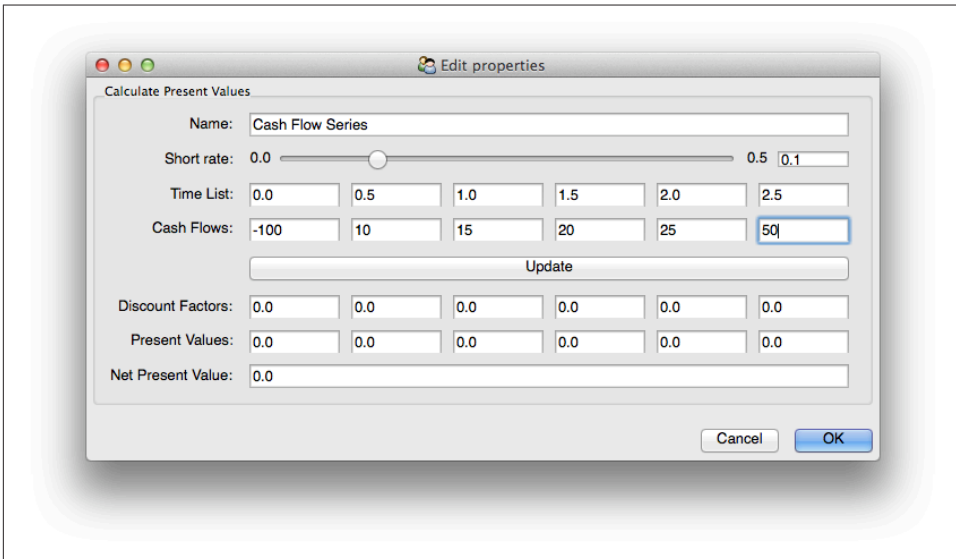 Edit properties
Calculate Present Values
Name: Cash Flow Series
Short rate: 0.0 0.5 0.1
Time List: 0.0 0.5 1.0 1.5 2.0 2.5
Cash Flows: -100 10 15 20 25 50
Update
Discount Factors: 0.0 0.0 0.0 0.0 0.0 0.0
Present Values: 0.0 0.0 0.0 0.0 0.0 0.0
Net Present Value: 0.0
Cancel OK